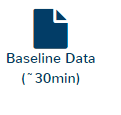 Baseline Data
(~30min)